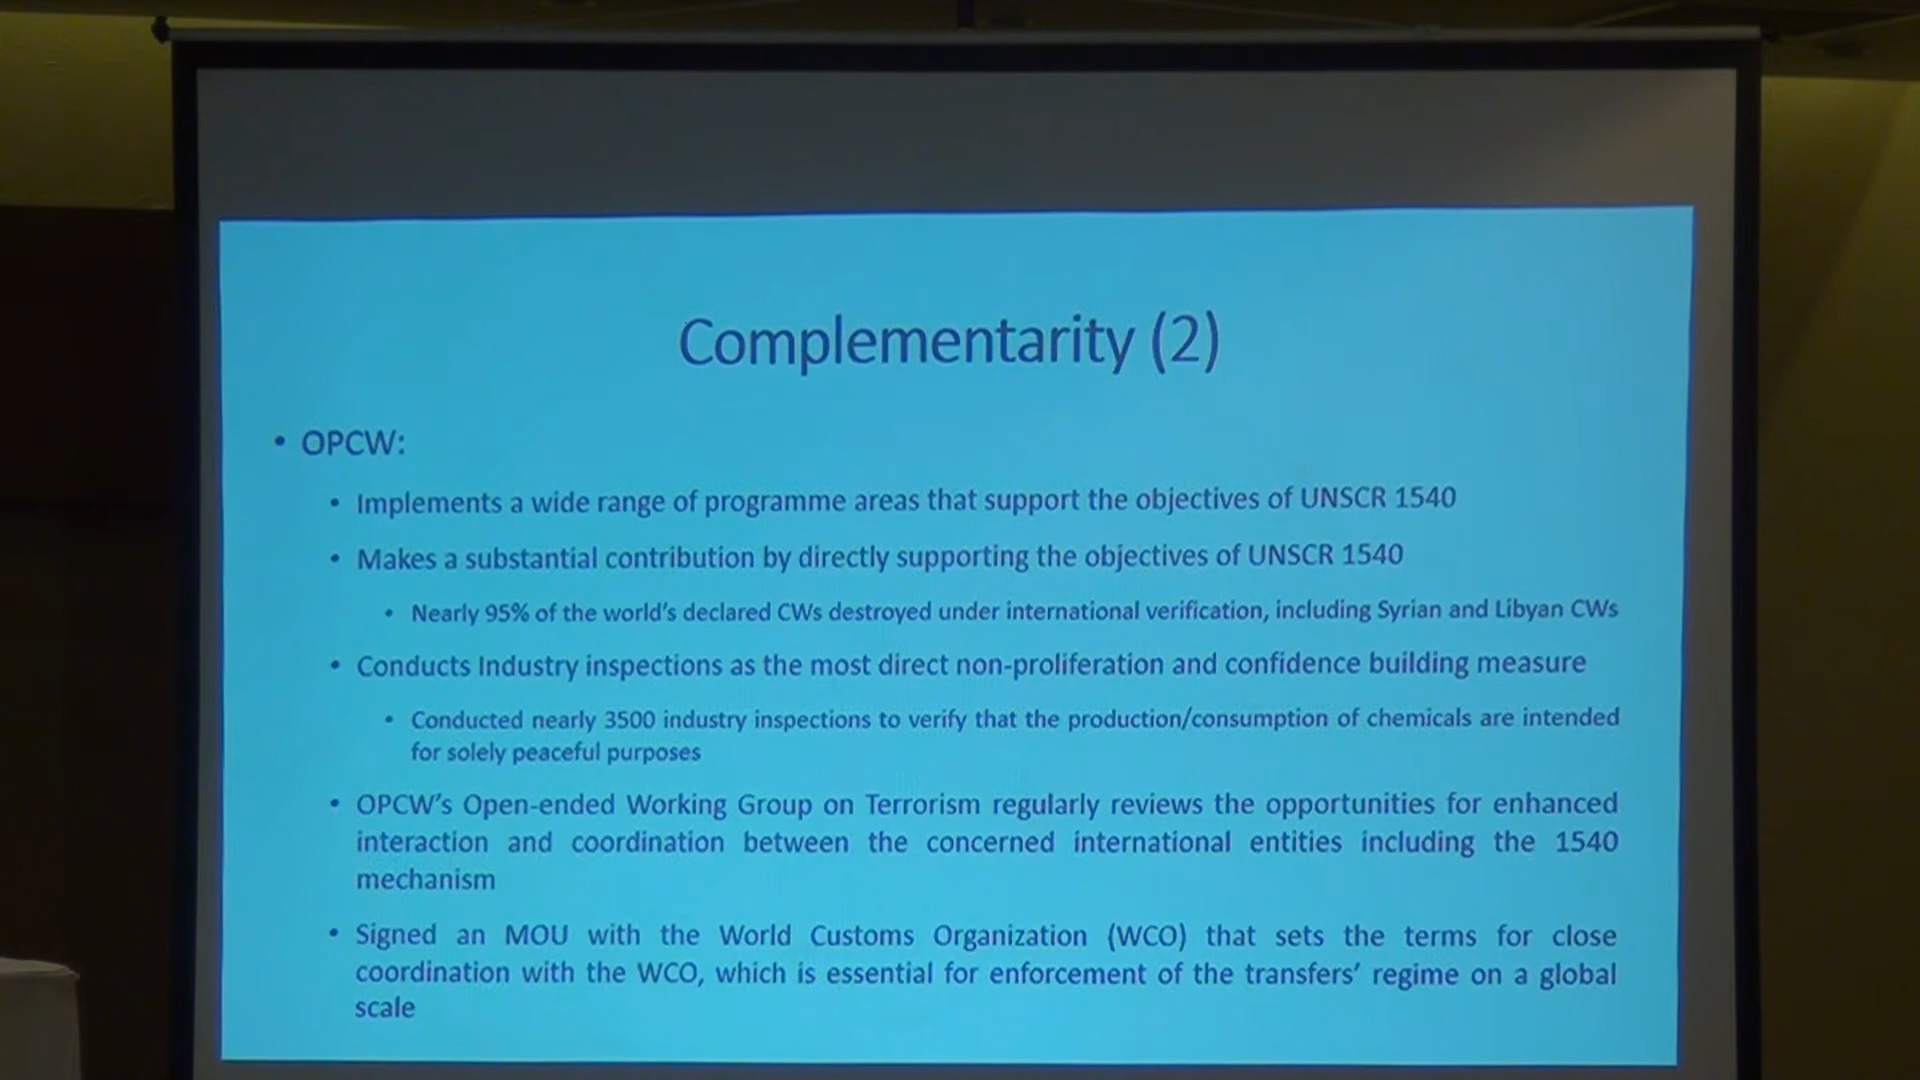 Complementarity (2)
• OPCW:
• Implements a wide range of programme areas that support the objectives of UNSCR 1540
• Makes a substantial contribution by directly supporting the objectives of UNSCR 1540
• Nearly 95% of the world's declared CWs destroyed under international verification, including Syrian and Libyan CWs
• Conducts Industry inspections as the most direct non-proliferation and confidence building measure
• Conducted nearly 3500 industry inspections to verify that the production/consumption of chemicals are intended
for solely peaceful purposes
• OPCW's Open-ended Working Group on Terrorism regularly reviews the opportunities for enhanced
interaction and coordination between the concerned international entities including the 1540
mechanism
• Signed an MOU with the World Customs Organization (WCO) that sets the terms for close
coordination with the WCO, which is essential for enforcement of the transfers' regime on a global
scale